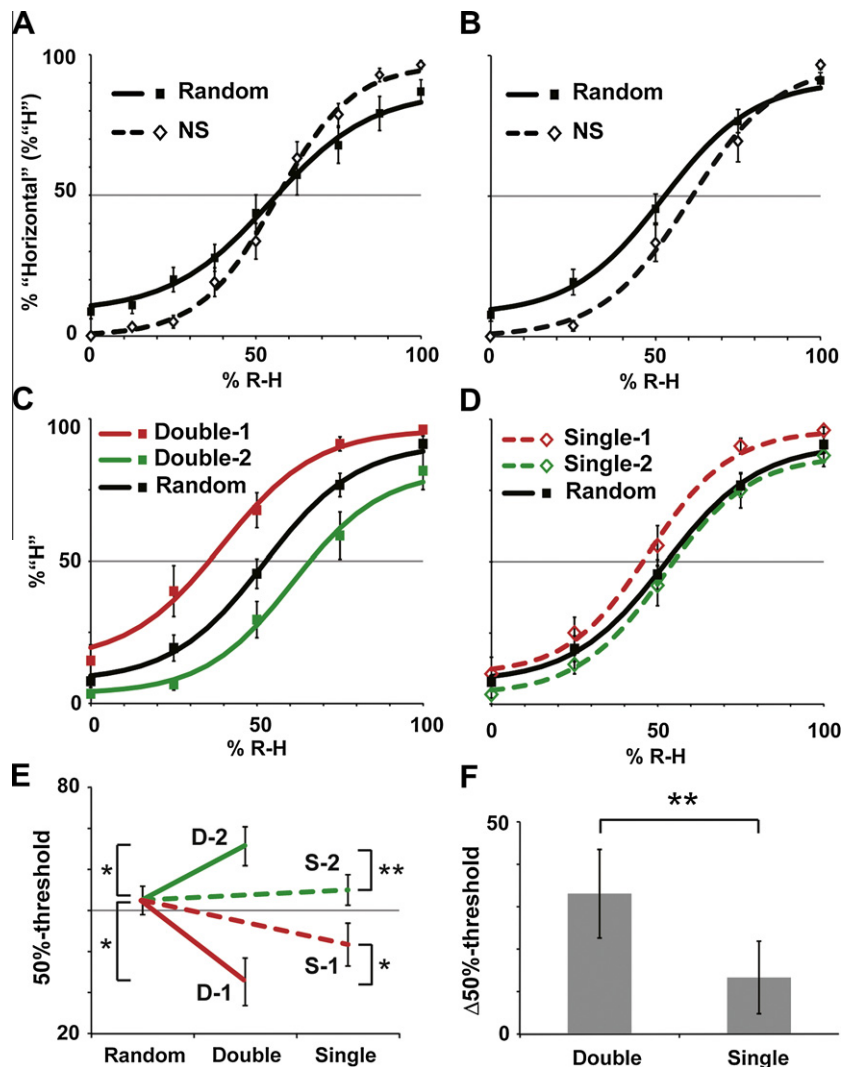 A
B
100
Random
NS
Random
NS
50
% “Horizontal” (%“H”)
0
0 50 100
% R-H
0 50 100
% R-H
C
D
100
Double-1
Double-2
Random
Single-1
Single-2
Random
50
%“H”
0
0 50 100
% R-H
0 50 100
% R-H
E
F
80
50%-threshold
20
D-2
S-2
S-1
D-1
*
*
**
*
Random Double Single
**
50
Δ50%-threshold
0
Double Single